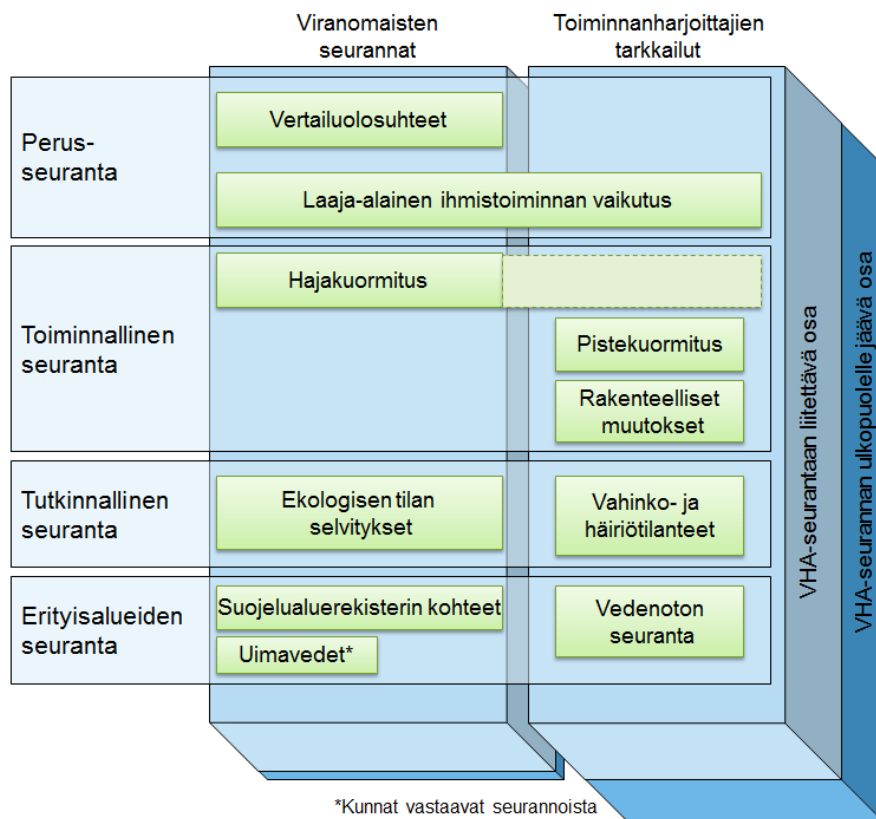 Viranomaisten
seurannat
Toiminnanharjoittajien
tarkkailut
Perus-
seuranta
Vertailuolosuhteet
Laaja-alainen ihmistoiminnan vaikutus
Toiminnallinen
seuranta
Hajakuormitus
Pistekuormitus
Rakenteelliset
muutokset
Tutkinnallinen
seuranta
Ekologisen tilan
selvitykset
Vahinko- ja
häiriötilanteet
Erityisalueiden
seuranta
Suojelualuerekisterin kohteet
Uimavedet*
Vedenoton
seuranta
VHA-seurantaan liitettävä osa
VHA-seurannan ulkopuolelle jäävä osa
*Kunnat vastaavat seurannoista